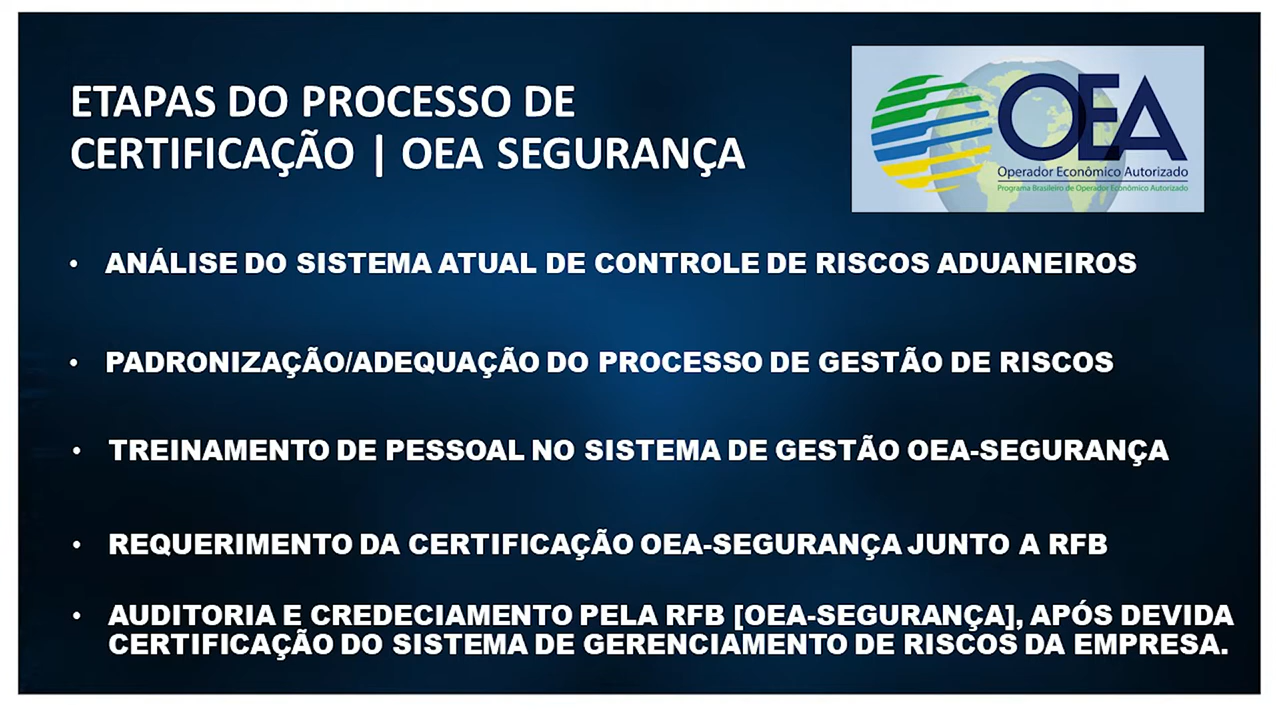 ETAPAS DO PROCESSO DE
CERTIFICAÇÃO | OEA SEGURANÇA
OEA
Operador Econômico Autorizado
Programa Brasileiro de Operador Econômico Autorizado
• ANÁLISE DO SISTEMA ATUAL DE CONTROLE DE RISCOS ADUANEIROS
• PADRONIZAÇÃO/ADEQUAÇÃO DO PROCESSO DE GESTÃO DE RISCOS
• TREINAMENTO DE PESSOAL NO SISTEMA DE GESTÃO OEA-SEGURANÇA
• REQUERIMENTO DA CERTIFICAÇÃO OEA-SEGURANÇA JUNTO A RFB
• AUDITORIA E CREDECIAMENTO PELA RFB [OEA-SEGURANÇA], APÓS DEVIDA
CERTIFICAÇÃO DO SISTEMA DE GERENCIAMENTO DE RISCOS DA EMPRESA.